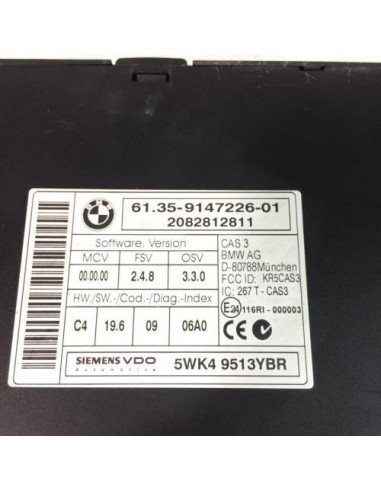 BMW
61.35-9147226-01
2082812811
Software, Version
MCV FSV OSV
00.00.00 2.4.8 3.3.0
HW./SW.-/Cod.-/Diag.-Index
C4 19.6 09 06A0
CAS 3
BMW AG
D-80788München
FCC ID: KR5CAS3
IC: 267 T - CAS3
E24 116RI - 000003
SIEMENS VDO
Automotive
5WK4 9513YBR